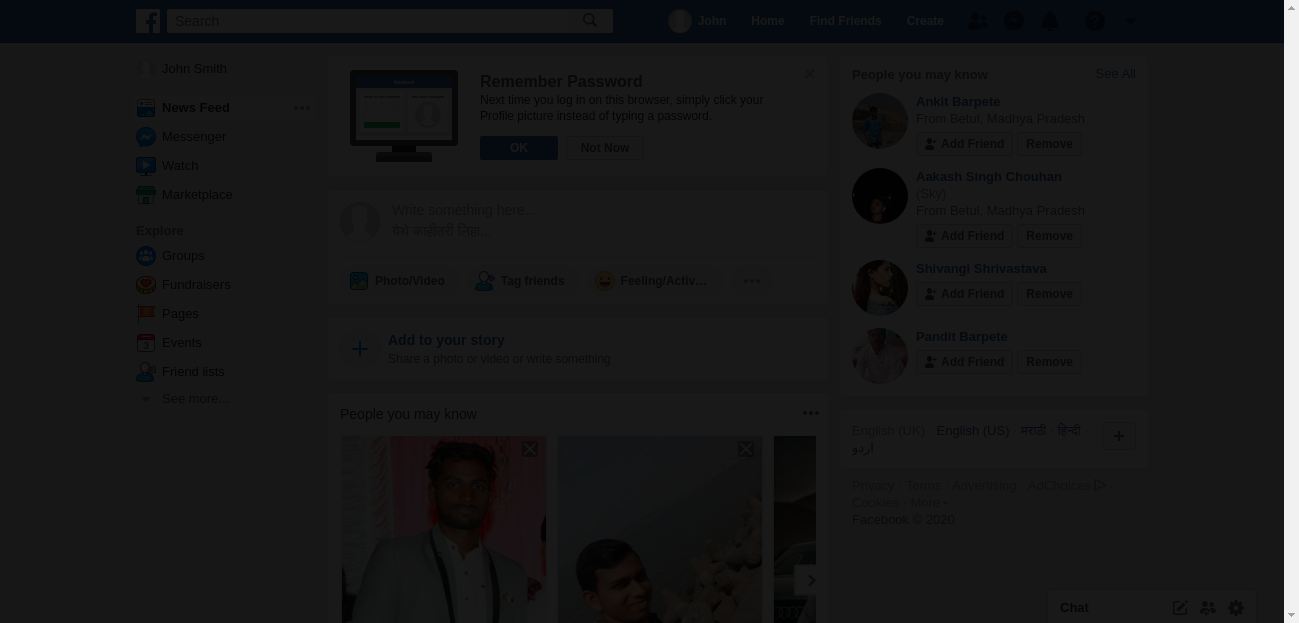 Search
John
Home
Find Friends
Create
John Smith
News Feed
Messenger
Watch
Marketplace
Explore
Groups
Fundraisers
Pages
Events
Friend lists
See more...
Remember Password
Next time you log in on this browser, simply click your
Profile picture instead of typing a password.
OK
Not Now
Write something here...
येथे काहीतरी लिहा...
Photo/Video
Tag friends
Feeling/Activ...
Add to your story
Share a photo or video or write something
People you may know
People you may know
See All
Ankit Barpete
From Betul, Madhya Pradesh
Add Friend
Remove
Aakash Singh Chouhan
(Sky)
From Betul, Madhya Pradesh
Add Friend
Remove
Shivangi Shrivastava
Add Friend
Remove
Pandit Barpete
Add Friend
Remove
English (UK) · English (US) · मराठी · हिन्दी ·
اردو
Privacy · Terms · Advertising · AdChoices ·
Cookies · More
Facebook © 2020
Chat